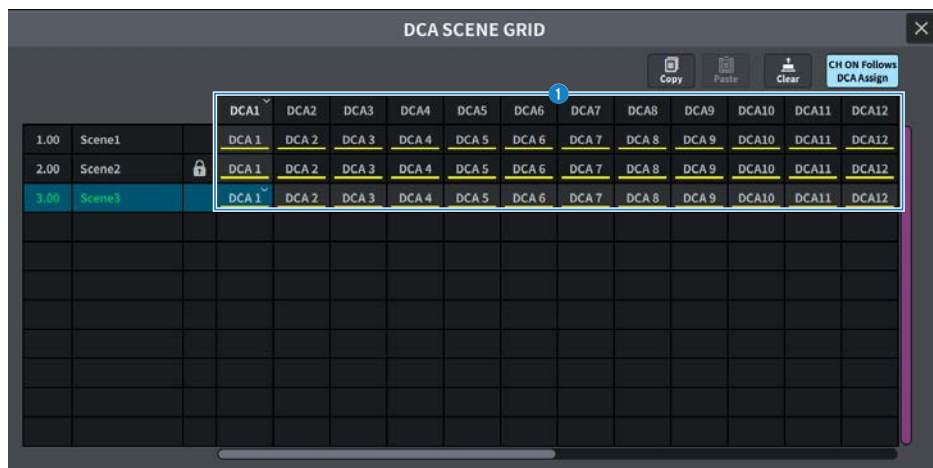 DCA SCENE GRID
Copy Paste Clear CH ON Follows
DCA Assign
1
DCA1 DCA2 DCA3 DCA4 DCA5 DCA6 DCA7 DCA8 DCA9 DCA10 DCA11 DCA12
1.00 Scene1 DCA 1 DCA 2 DCA 3 DCA 4 DCA 5 DCA 6 DCA 7 DCA 8 DCA 9 DCA10 DCA11 DCA12
2.00 Scene2 DCA 1 DCA 2 DCA 3 DCA 4 DCA 5 DCA 6 DCA 7 DCA 8 DCA 9 DCA10 DCA11 DCA12
3.00 Scene3 DCA 1 DCA 2 DCA 3 DCA 4 DCA 5 DCA 6 DCA 7 DCA 8 DCA 9 DCA10 DCA11 DCA12